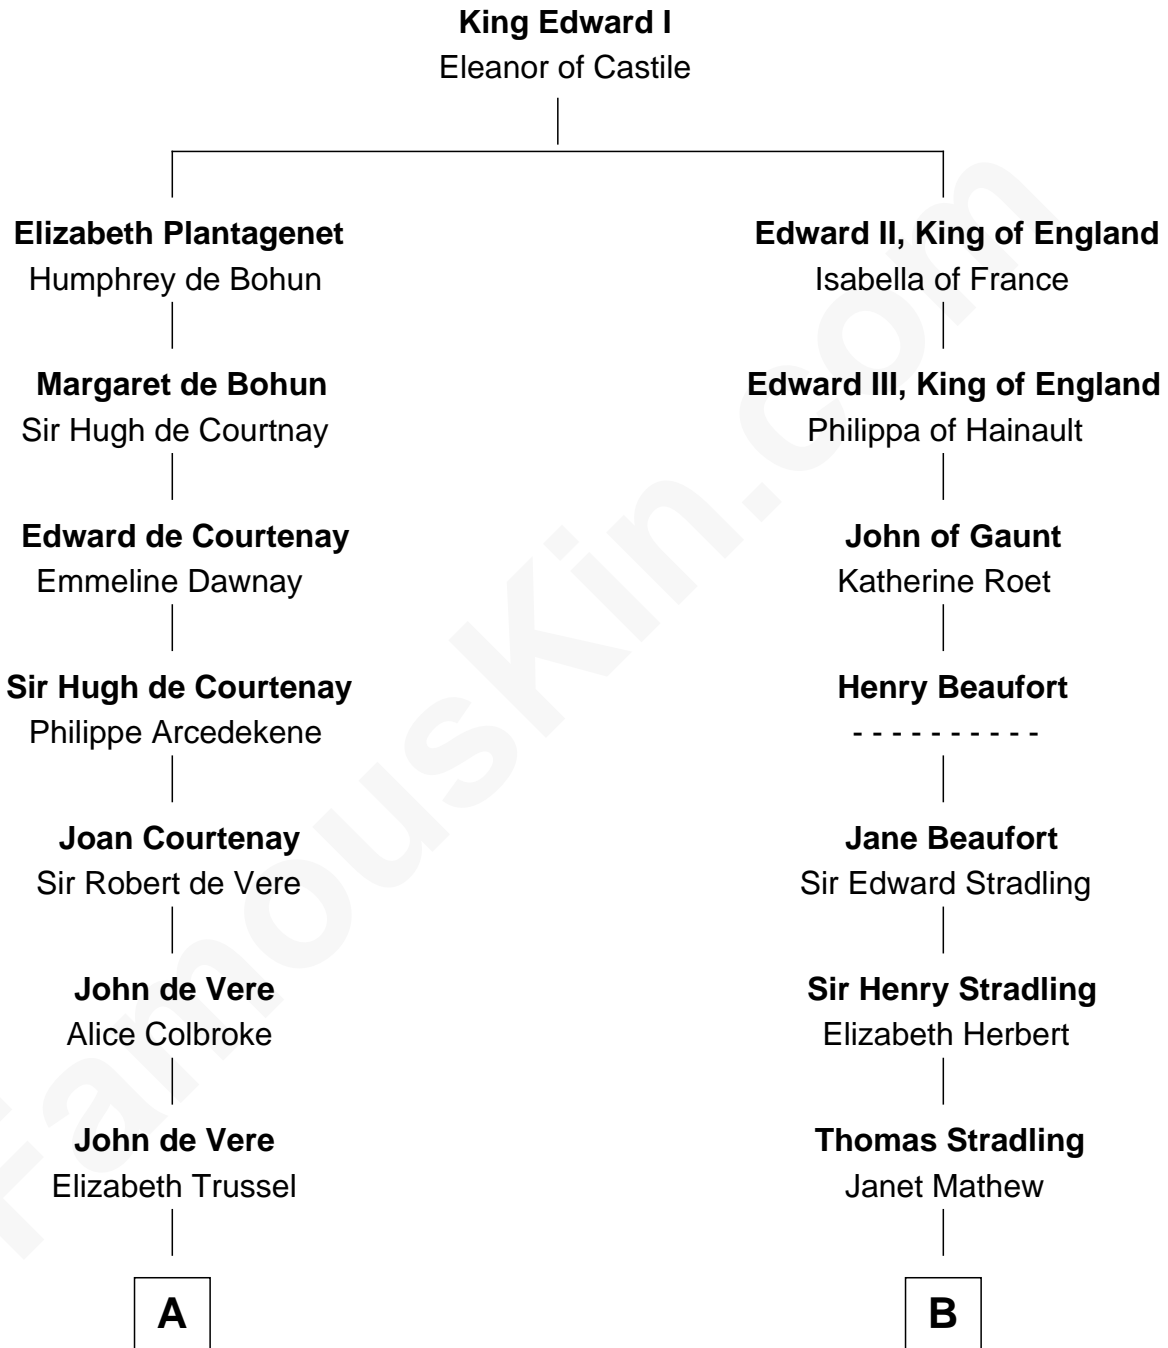 King Edward I
Eleanor of Castile
Elizabeth Plantagenet
Humphrey de Bohun
Margaret de Bohun
Sir Hugh de Courtnay
Edward de Courtenay
Emmeline Dawnay
Sir Hugh de Courtenay
Philippe Arcedekene
Joan Courtenay
Sir Robert de Vere
John de Vere
Alice Colbroke
John de Vere
Elizabeth Trussel
A
Edward II, King of England
Isabella of France
Edward III, King of England
Philippa of Hainault
John of Gaunt
Katherine Roet
Henry Beaufort
- - - - - - - - - -
Jane Beaufort
Sir Edward Stradling
Sir Henry Stradling
Elizabeth Herbert
Thomas Stradling
Janet Mathew
B
FamousKin.com